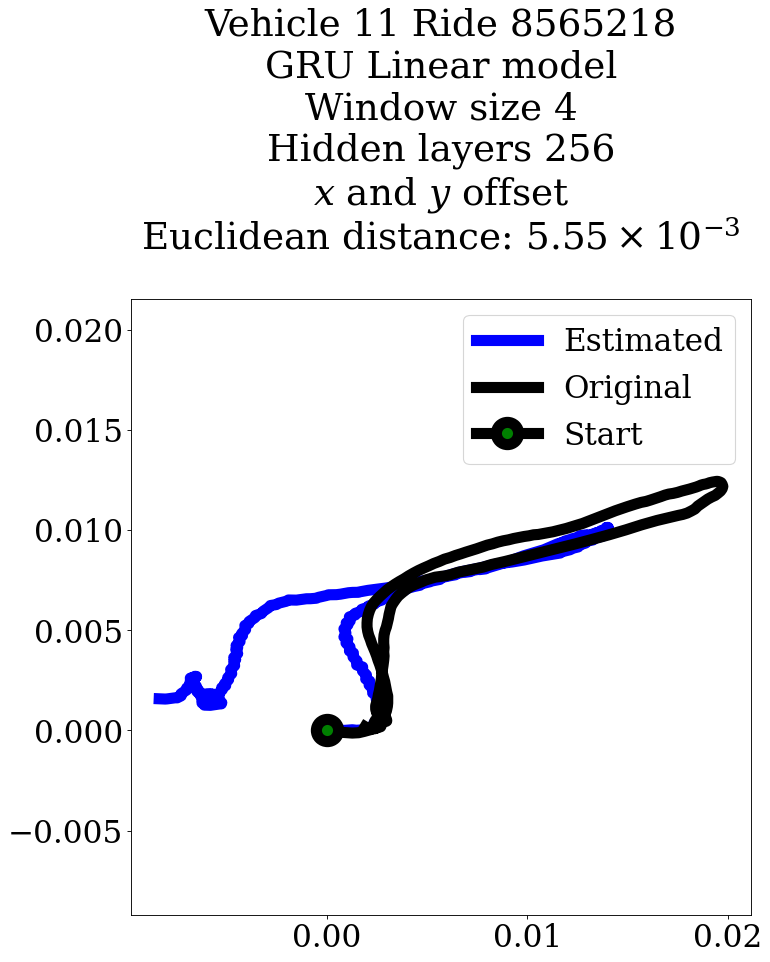 Vehicle 11 Ride 8565218
GRU Linear model
Window size 4
Hidden layers 256
x and y offset
Euclidean distance: 5.55 × 10⁻³
Estimated
Original
Start
0.020
0.015
0.010
0.005
0.000
−0.005
0.00 0.01 0.02